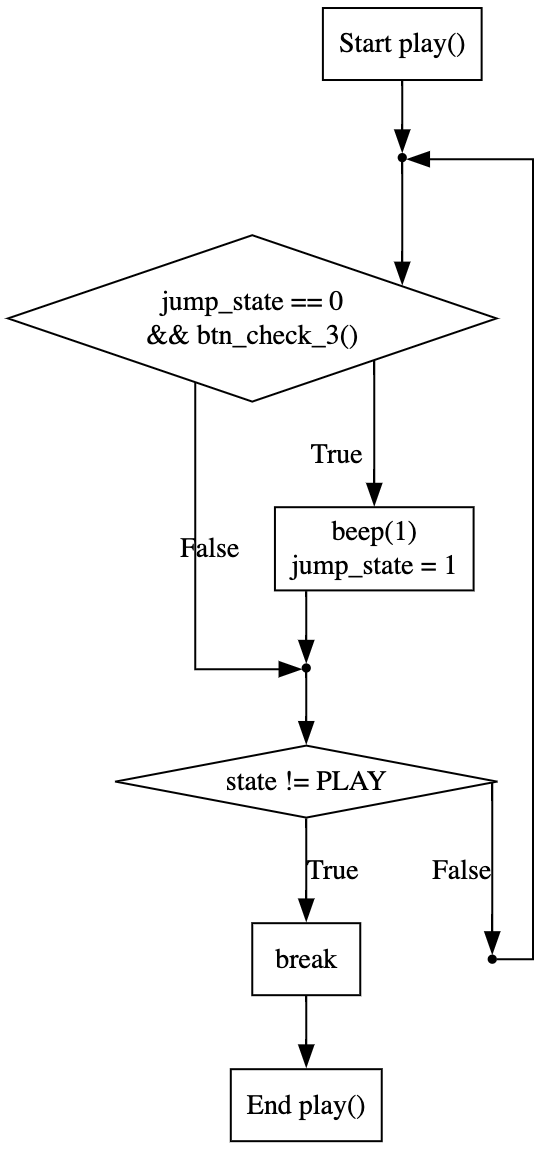 Start play()
jump_state == 0
&& btn_check_3()
True
beep(1)
jump_state = 1
False
state != PLAY
True
False
break
End play()